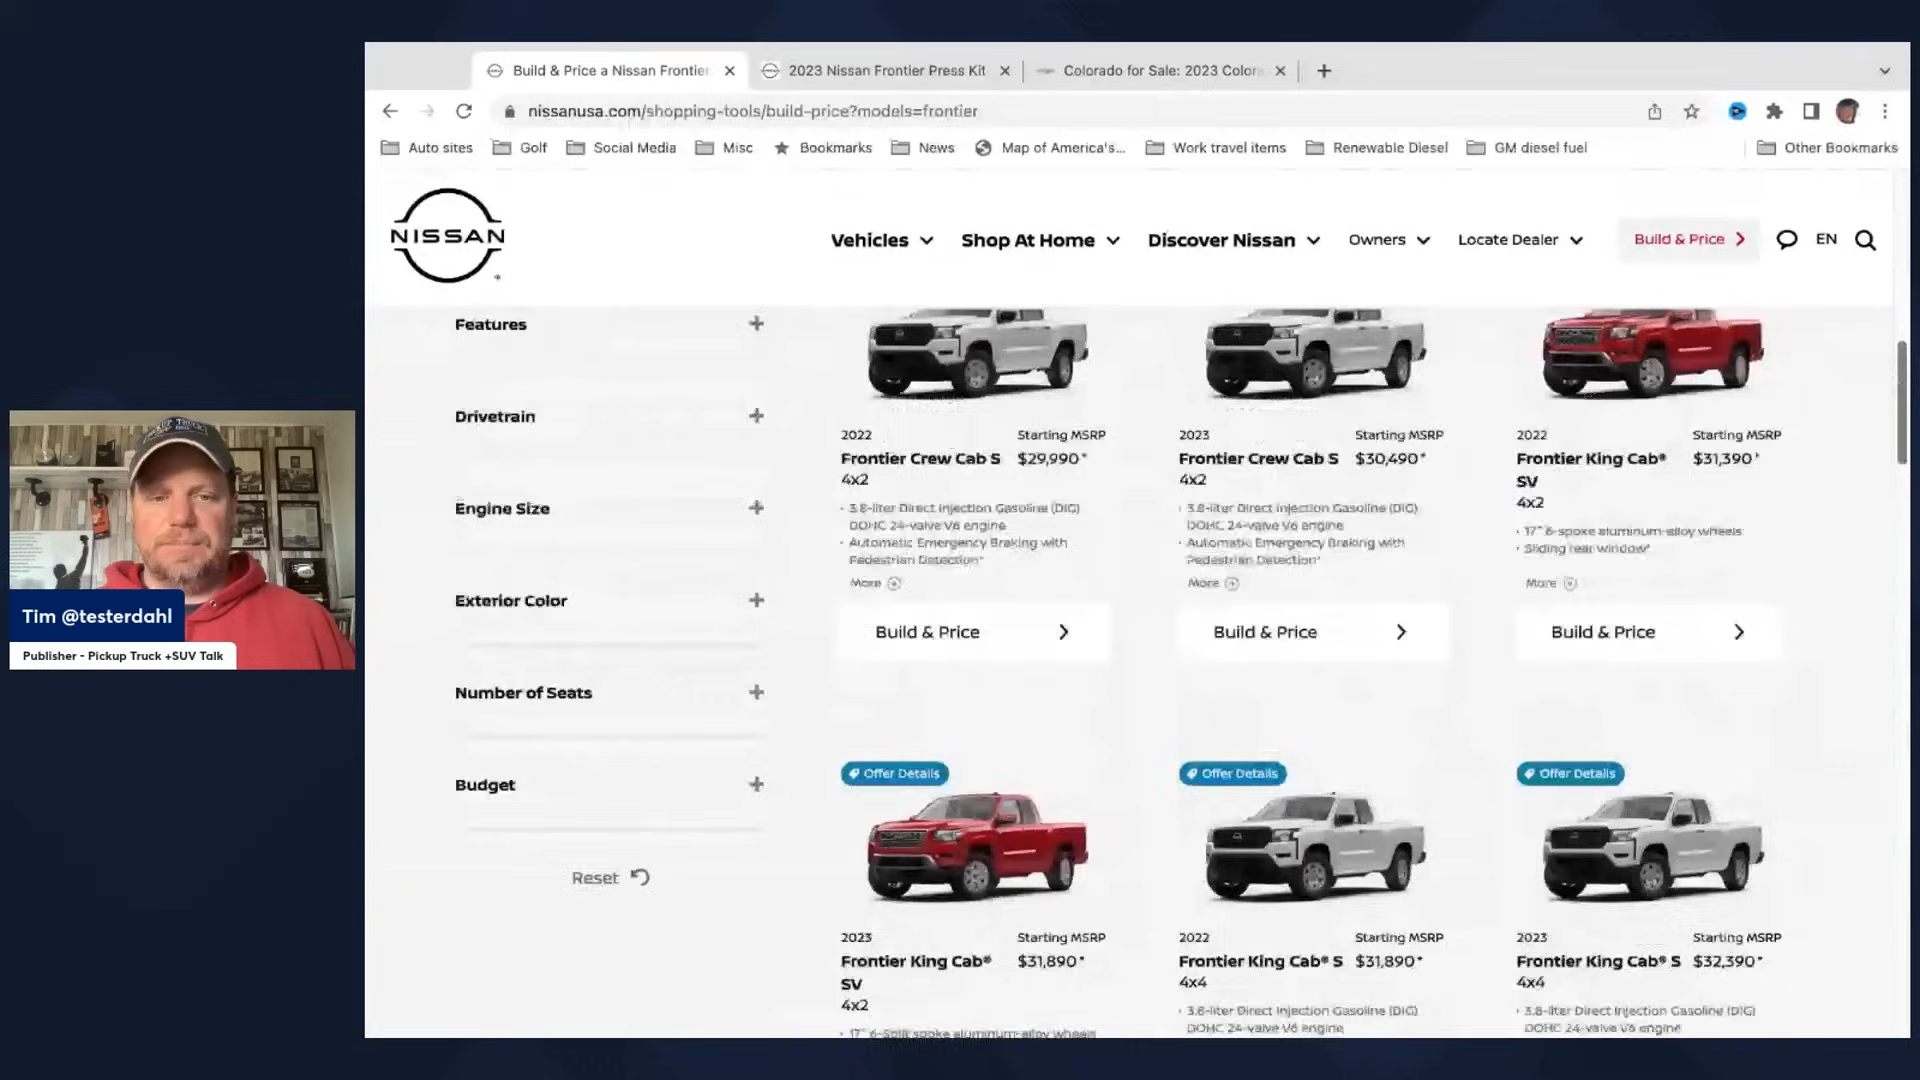 Build & Price a Nissan Frontier
2023 Nissan Frontier Press Kit
Colorado for Sale: 2023 Color
nissanusa.com/shopping-tools/build-price?models=frontier
Auto sites
Golf
Social Media
Misc
Bookmarks
News
Map of America's...
Work travel items
Renewable Diesel
GM diesel fuel
Other Bookmarks
NISSAN
Vehicles
Shop At Home
Discover Nissan
Owners
Locate Dealer
Build & Price
EN
Features
Drivetrain
Engine Size
Exterior Color
Number of Seats
Budget
Reset
2022 Starting MSRP
Frontier Crew Cab S $29,990*
4x2
· 3.8-liter Direct Injection Gasoline (DIG)
DOHC 24-valve V6 engine
· Automatic Emergency Braking with
Pedestrian Detection*
More
Build & Price
2023 Starting MSRP
Frontier Crew Cab S $30,490*
4x2
· 3.8-liter Direct Injection Gasoline (DIG)
DOHC 24-valve V6 engine
· Automatic Emergency Braking with
Pedestrian Detection*
More
Build & Price
2022 Starting MSRP
Frontier King Cab® $31,390*
SV
4x2
· 17" 6-spoke aluminum-alloy wheels
· Sliding rear window*
More
Build & Price
Offer Details
2023 Starting MSRP
Frontier King Cab® $31,890*
SV
4x2
· 17" 6-Split spoke aluminum-alloy wheels
Offer Details
2022 Starting MSRP
Frontier King Cab® S $31,890*
4x4
· 3.8-liter Direct Injection Gasoline (DIG)
DOHC 24-valve V6 engine
Offer Details
2023 Starting MSRP
Frontier King Cab® S $32,390*
4x4
· 3.8-liter Direct Injection Gasoline (DIG)
DOHC 24-valve V6 engine
Tim @testerdahl
Publisher - Pickup Truck +SUV Talk